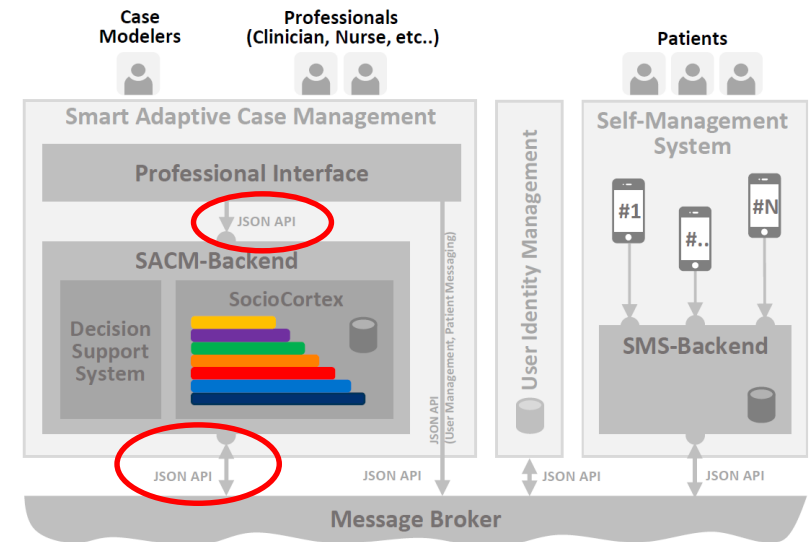 Case
Modelers
Professionals
(Clinician, Nurse, etc..)
Patients
Smart Adaptive Case Management
Professional Interface
JSON API
SACM-Backend
Decision
Support
System
SocioCortex
JSON API
(User Management, Patient Messaging)
User Identity Management
Self-Management
System
#1
#..
#N
SMS-Backend
JSON API
JSON API
JSON API
JSON API
Message Broker